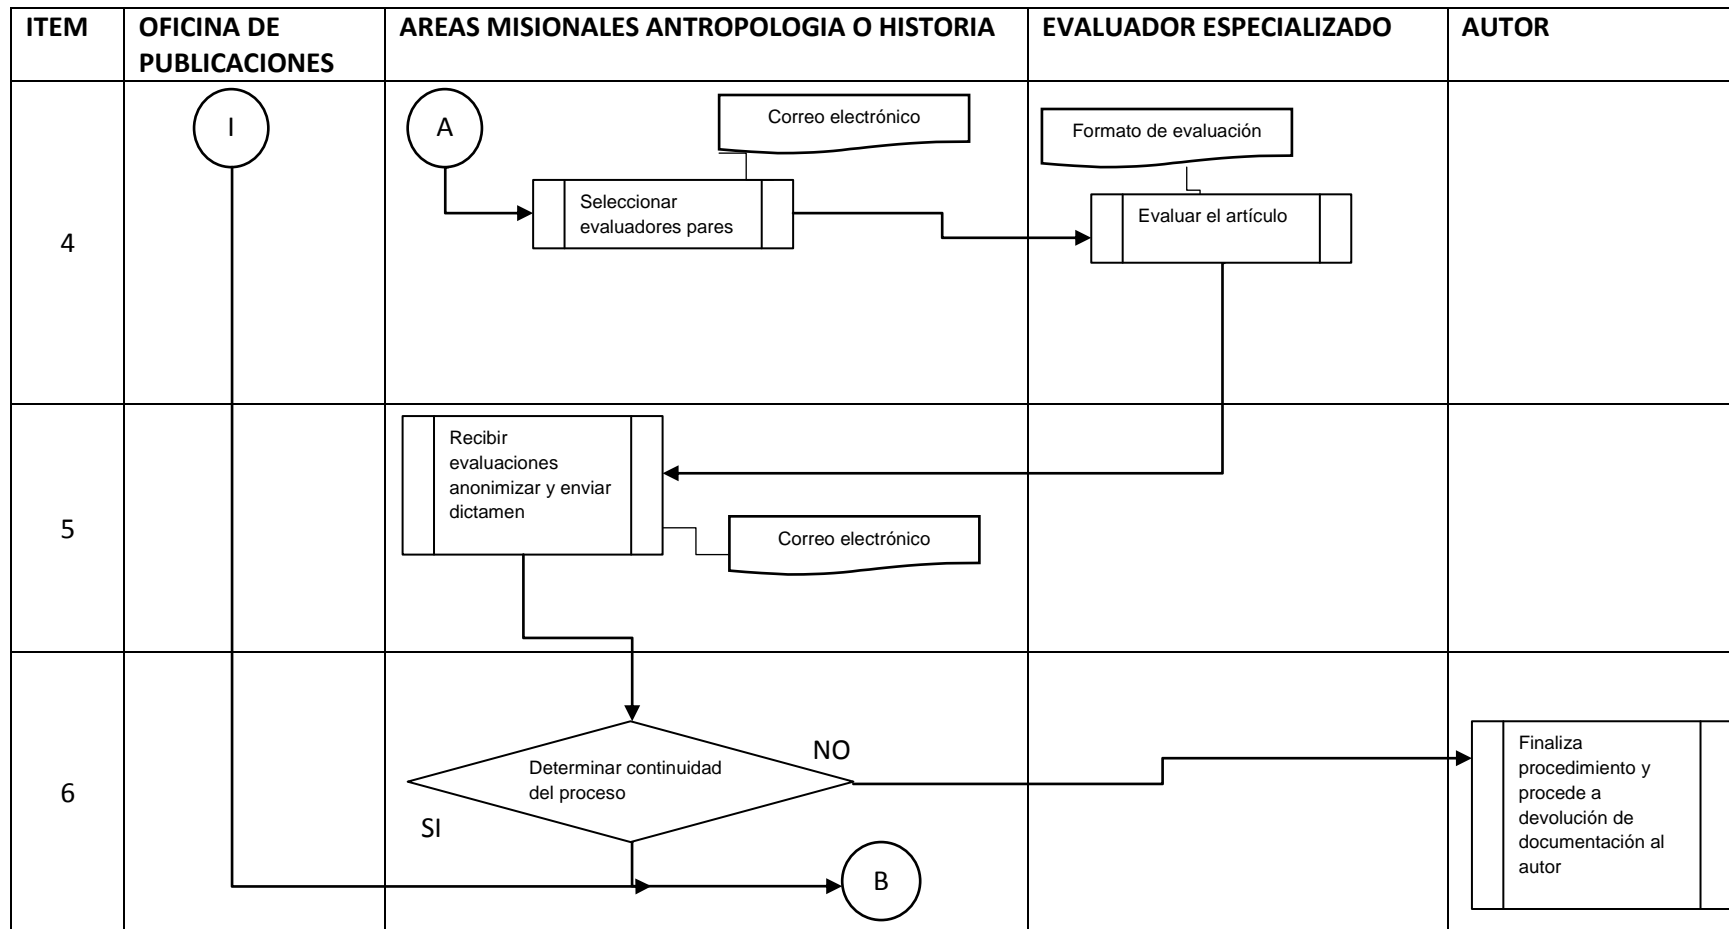 ITEM
OFICINA DE
PUBLICACIONES
AREAS MISIONALES ANTROPOLOGIA O HISTORIA
EVALUADOR ESPECIALIZADO
AUTOR
4
I
A
Correo electrónico
Seleccionar
evaluadores pares
Formato de evaluación
Evaluar el artículo
5
Recibir
evaluaciones
anonimizar y enviar
dictamen
Correo electrónico
6
Determinar continuidad
del proceso
NO
SI
B
Finaliza
procedimiento y
procede a
devolución de
documentación al
autor